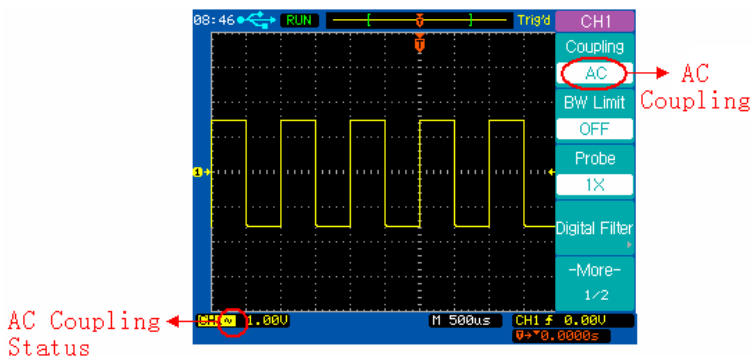 08:46 RUN T Trig'd CH1
T
Coupling
AC
AC Coupling
BW Limit
OFF
Probe
1X
Digital Filter
-More-
1/2
1
CH1 ~ 1.00V M 500us CH1 0.00V
0.0000s
AC Coupling Status